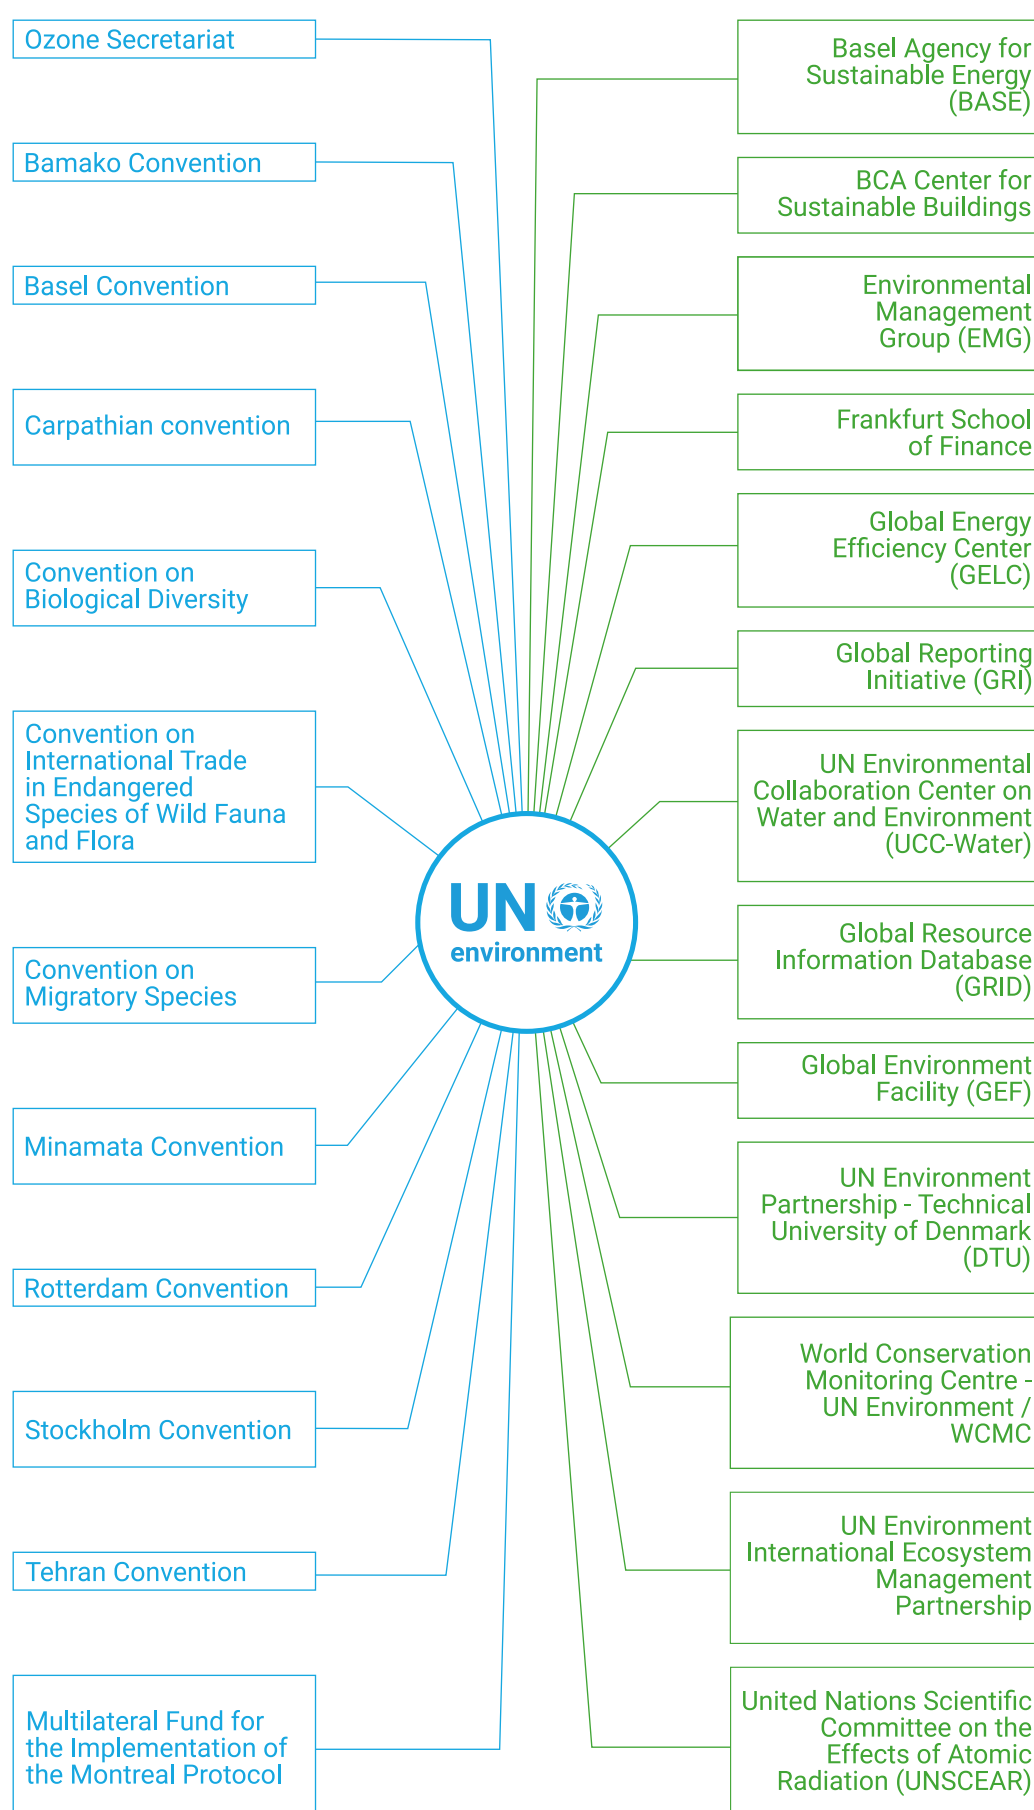 Ozone Secretariat
Bamako Convention
Basel Convention
Carpathian convention
Convention on
Biological Diversity
Convention on
International Trade
in Endangered
Species of Wild Fauna
and Flora
Convention on
Migratory Species
Minamata Convention
Rotterdam Convention
Stockholm Convention
Tehran Convention
Multilateral Fund for
the Implementation of
the Montreal Protocol
UN
environment
Basel Agency for
Sustainable Energy
(BASE)
BCA Center for
Sustainable Buildings
Environmental
Management
Group (EMG)
Frankfurt School
of Finance
Global Energy
Efficiency Center
(GELC)
Global Reporting
Initiative (GRI)
UN Environmental
Collaboration Center on
Water and Environment
(UCC-Water)
Global Resource
Information Database
(GRID)
Global Environment
Facility (GEF)
UN Environment
Partnership - Technical
University of Denmark
(DTU)
World Conservation
Monitoring Centre -
UN Environment /
WCMC
UN Environment
International Ecosystem
Management
Partnership
United Nations Scientific
Committee on the
Effects of Atomic
Radiation (UNSCEAR)